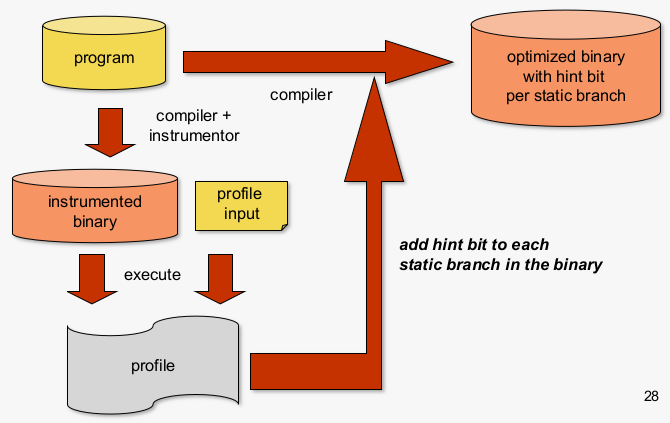 program
compiler
optimized binary
with hint bit
per static branch
compiler +
instrumentor
instrumented
binary
profile
input
execute
add hint bit to each
static branch in the binary
profile
28